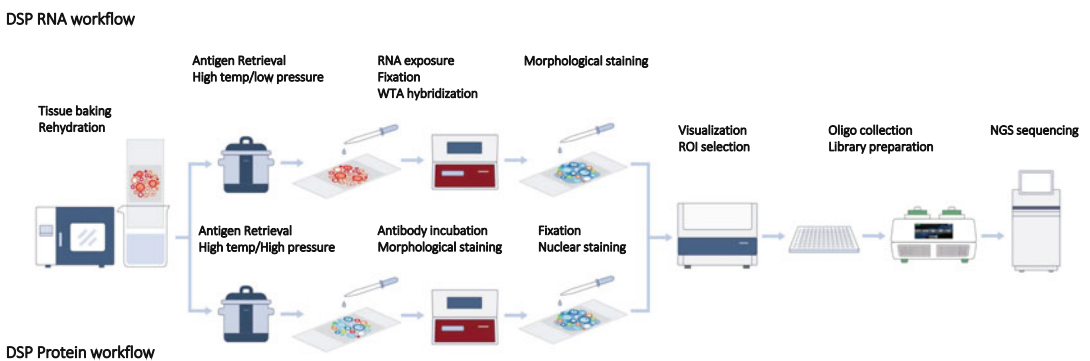 DSP RNA workflow
Antigen Retrieval
High temp/low pressure
RNA exposure
Fixation
WTA hybridization
Morphological staining
Tissue baking
Rehydration
Visualization
ROI selection
Oligo collection
Library preparation
NGS sequencing
Antigen Retrieval
High temp/High pressure
Antibody incubation
Morphological staining
Fixation
Nuclear staining
DSP Protein workflow